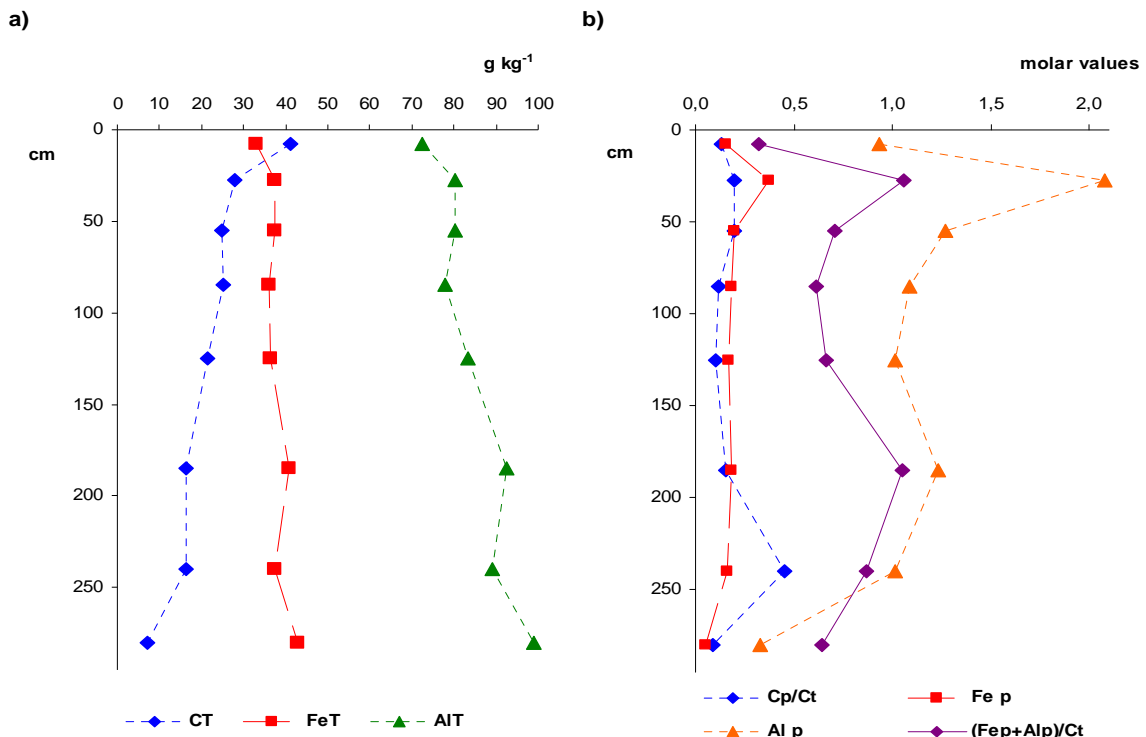 a)
g kg-1
0 10 20 30 40 50 60 70 80 90 100
0
cm
50
100
150
200
250
CT FeT AlT
b)
molar values
0,0 0,5 1,0 1,5 2,0
0
cm
50
100
150
200
250
Cp/Ct Fe p
Al p (Fep+Alp)/Ct